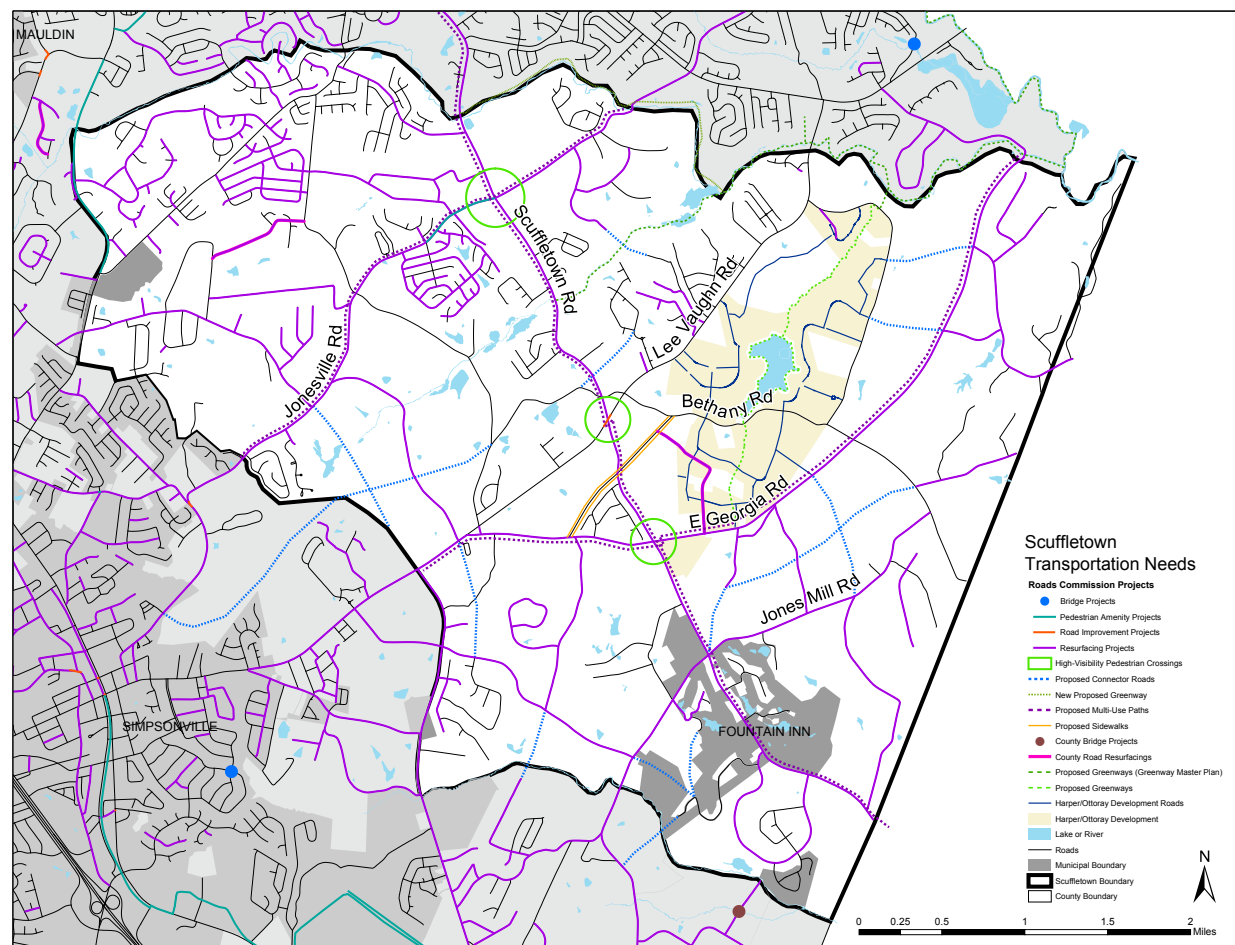 MAULDIN
Scuffletown Rd
Lee Vaughn Rd
Jonesville Rd
Bethany Rd
E Georgia Rd
Jones Mill Rd
SIMPSONVILLE
FOUNTAIN INN
Scuffletown
Transportation Needs
Roads Commission Projects
Bridge Projects
Pedestrian Amenity Projects
Road Improvement Projects
Resurfacing Projects
High-Visibility Pedestrian Crossings
Proposed Connector Roads
New Proposed Greenway
Proposed Multi-Use Paths
Proposed Sidewalks
County Bridge Projects
County Road Resurfacings
Proposed Greenways (Greenway Master Plan)
Proposed Greenways
Harper/Ottoray Development Roads
Harper/Ottoray Development
Lake or River
Roads
Municipal Boundary
Scuffletown Boundary
County Boundary
N
0 0.25 0.5 1 1.5 2
Miles